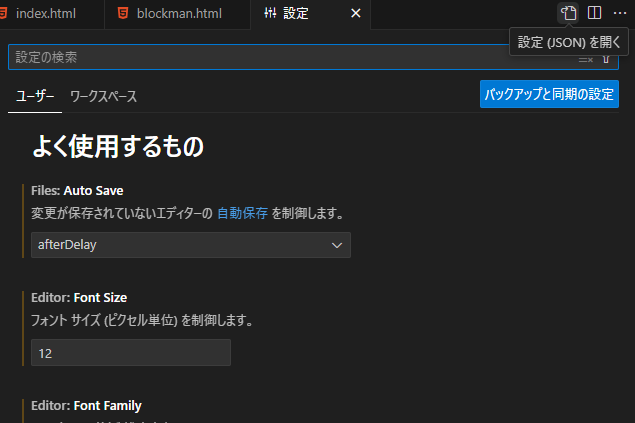 index.html blockman.html 設定
設定 (JSON) を開く
設定の検索
ユーザー ワークスペース バックアップと同期の設定
よく使用するもの
Files: Auto Save
変更が保存されていないエディターの 自動保存 を制御します。
afterDelay
Editor: Font Size
フォント サイズ (ピクセル単位) を制御します。
12
Editor: Font Family